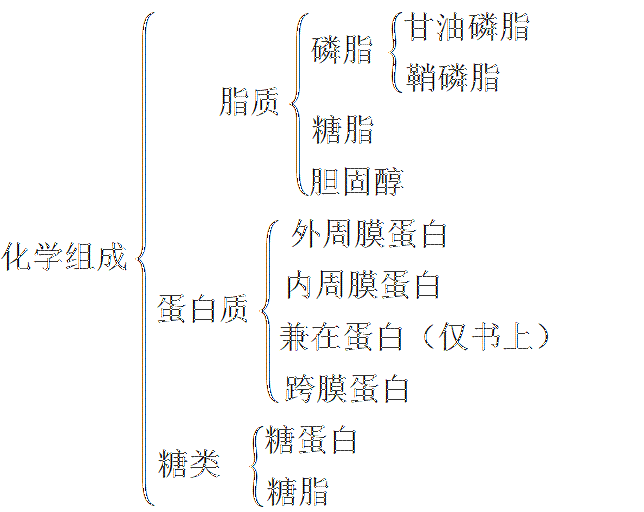 化学组成
脂质
磷脂
甘油磷脂
鞘磷脂
糖脂
胆固醇
蛋白质
外周膜蛋白
内周膜蛋白
兼在蛋白（仅书上）
跨膜蛋白
糖类
糖蛋白
糖脂